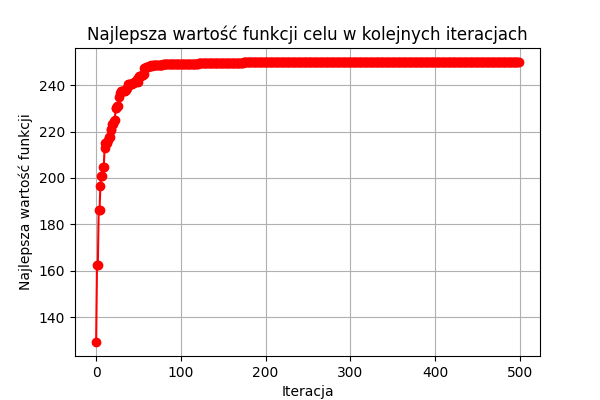 Najlepsza wartość funkcji celu w kolejnych iteracjach
Najlepsza wartość funkcji
240
220
200
180
160
140
0 100 200 300 400 500
Iteracja